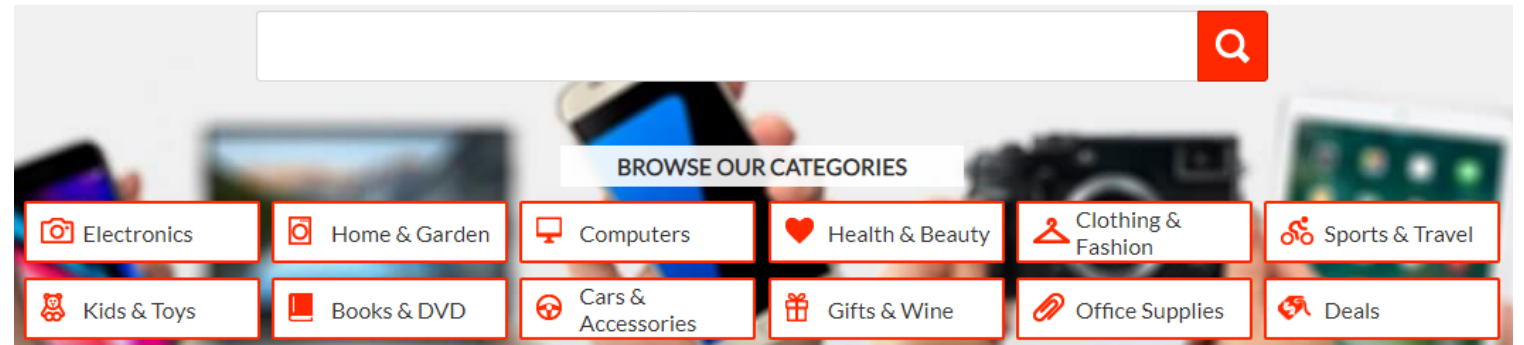 BROWSE OUR CATEGORIES
Electronics
Home & Garden
Computers
Health & Beauty
Clothing &
Fashion
Sports & Travel
Kids & Toys
Books & DVD
Cars &
Accessories
Gifts & Wine
Office Supplies
Deals